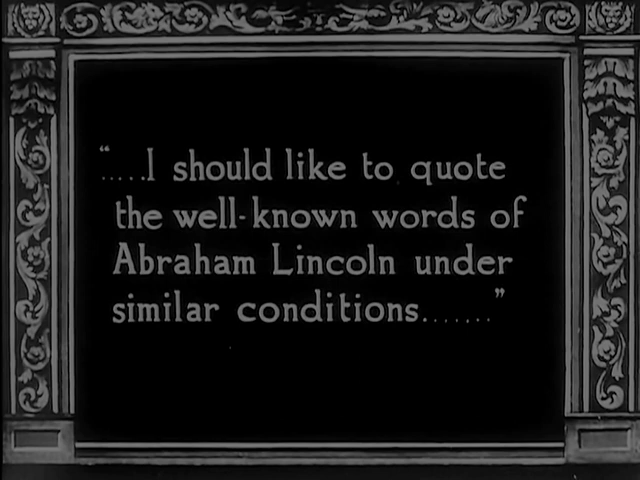 “.....I should like to quote
the well-known words of
Abraham Lincoln under
similar conditions.......”